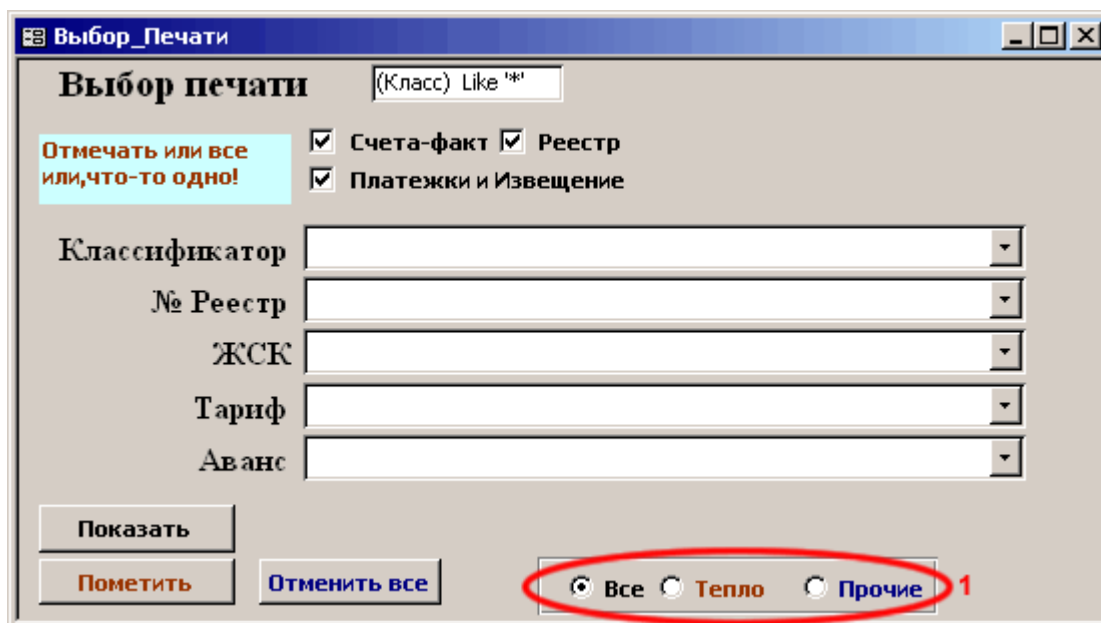 Выбор_Печати
Выбор печати (Класс) Like '*'
Отмечать или все
или,что-то одно!
Счета-факт Реестр
Платежки и Извещение
Классификатор
№ Реестр
ЖСК
Тариф
Аванс
Показать
Пометить Отменить все Все Тепло Прочие 1